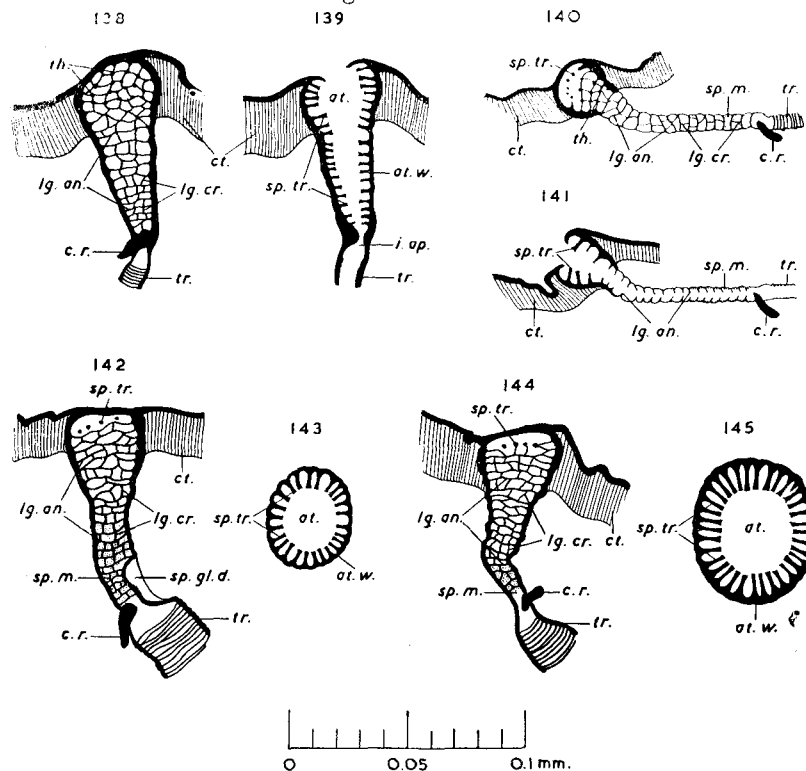 138 139 140
th.
at.
ct.
sp. tr.
lg. an.
lg. cr.
at. w.
i. ap.
c. r.
tr.
tr.
sp. tr.
sp. m.
tr.
ct.
th.
lg. an.
lg. cr.
c. r.
141
sp. tr.
sp. m.
tr.
ct.
lg. an.
c. r.
142
sp. tr.
ct.
lg. an.
lg. cr.
sp. m.
sp. gl. d.
c. r.
tr.
143
sp. tr.
at.
at. w.
144
sp. tr.
lg. an.
lg. cr.
ct.
sp. m.
c. r.
tr.
145
sp. tr.
at.
at. w.
0 0.05 0.1 mm.